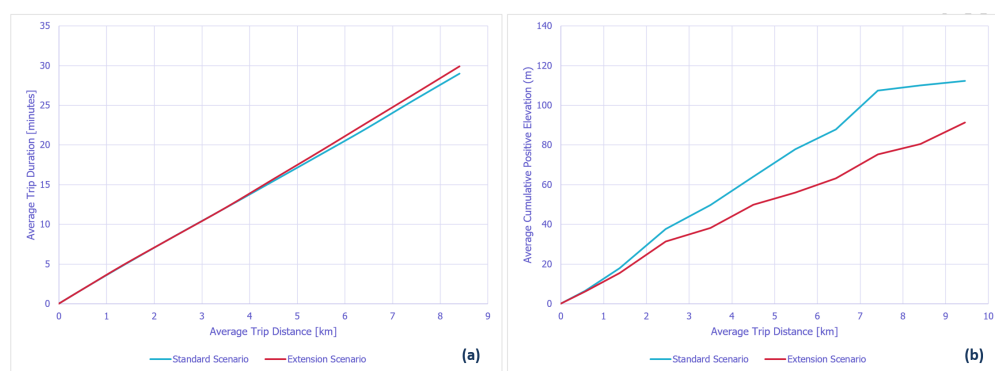 35
30
25
20
15
10
5
0
Average Trip Duration [minutes]
0 1 2 3 4 5 6 7 8 9
Average Trip Distance [km]
Standard Scenario Extension Scenario
(a)
140
120
100
80
60
40
20
0
Average Cumulative Positive Elevation (m)
0 1 2 3 4 5 6 7 8 9 10
Average Trip Distance [km]
Standard Scenario Extension Scenario
(b)